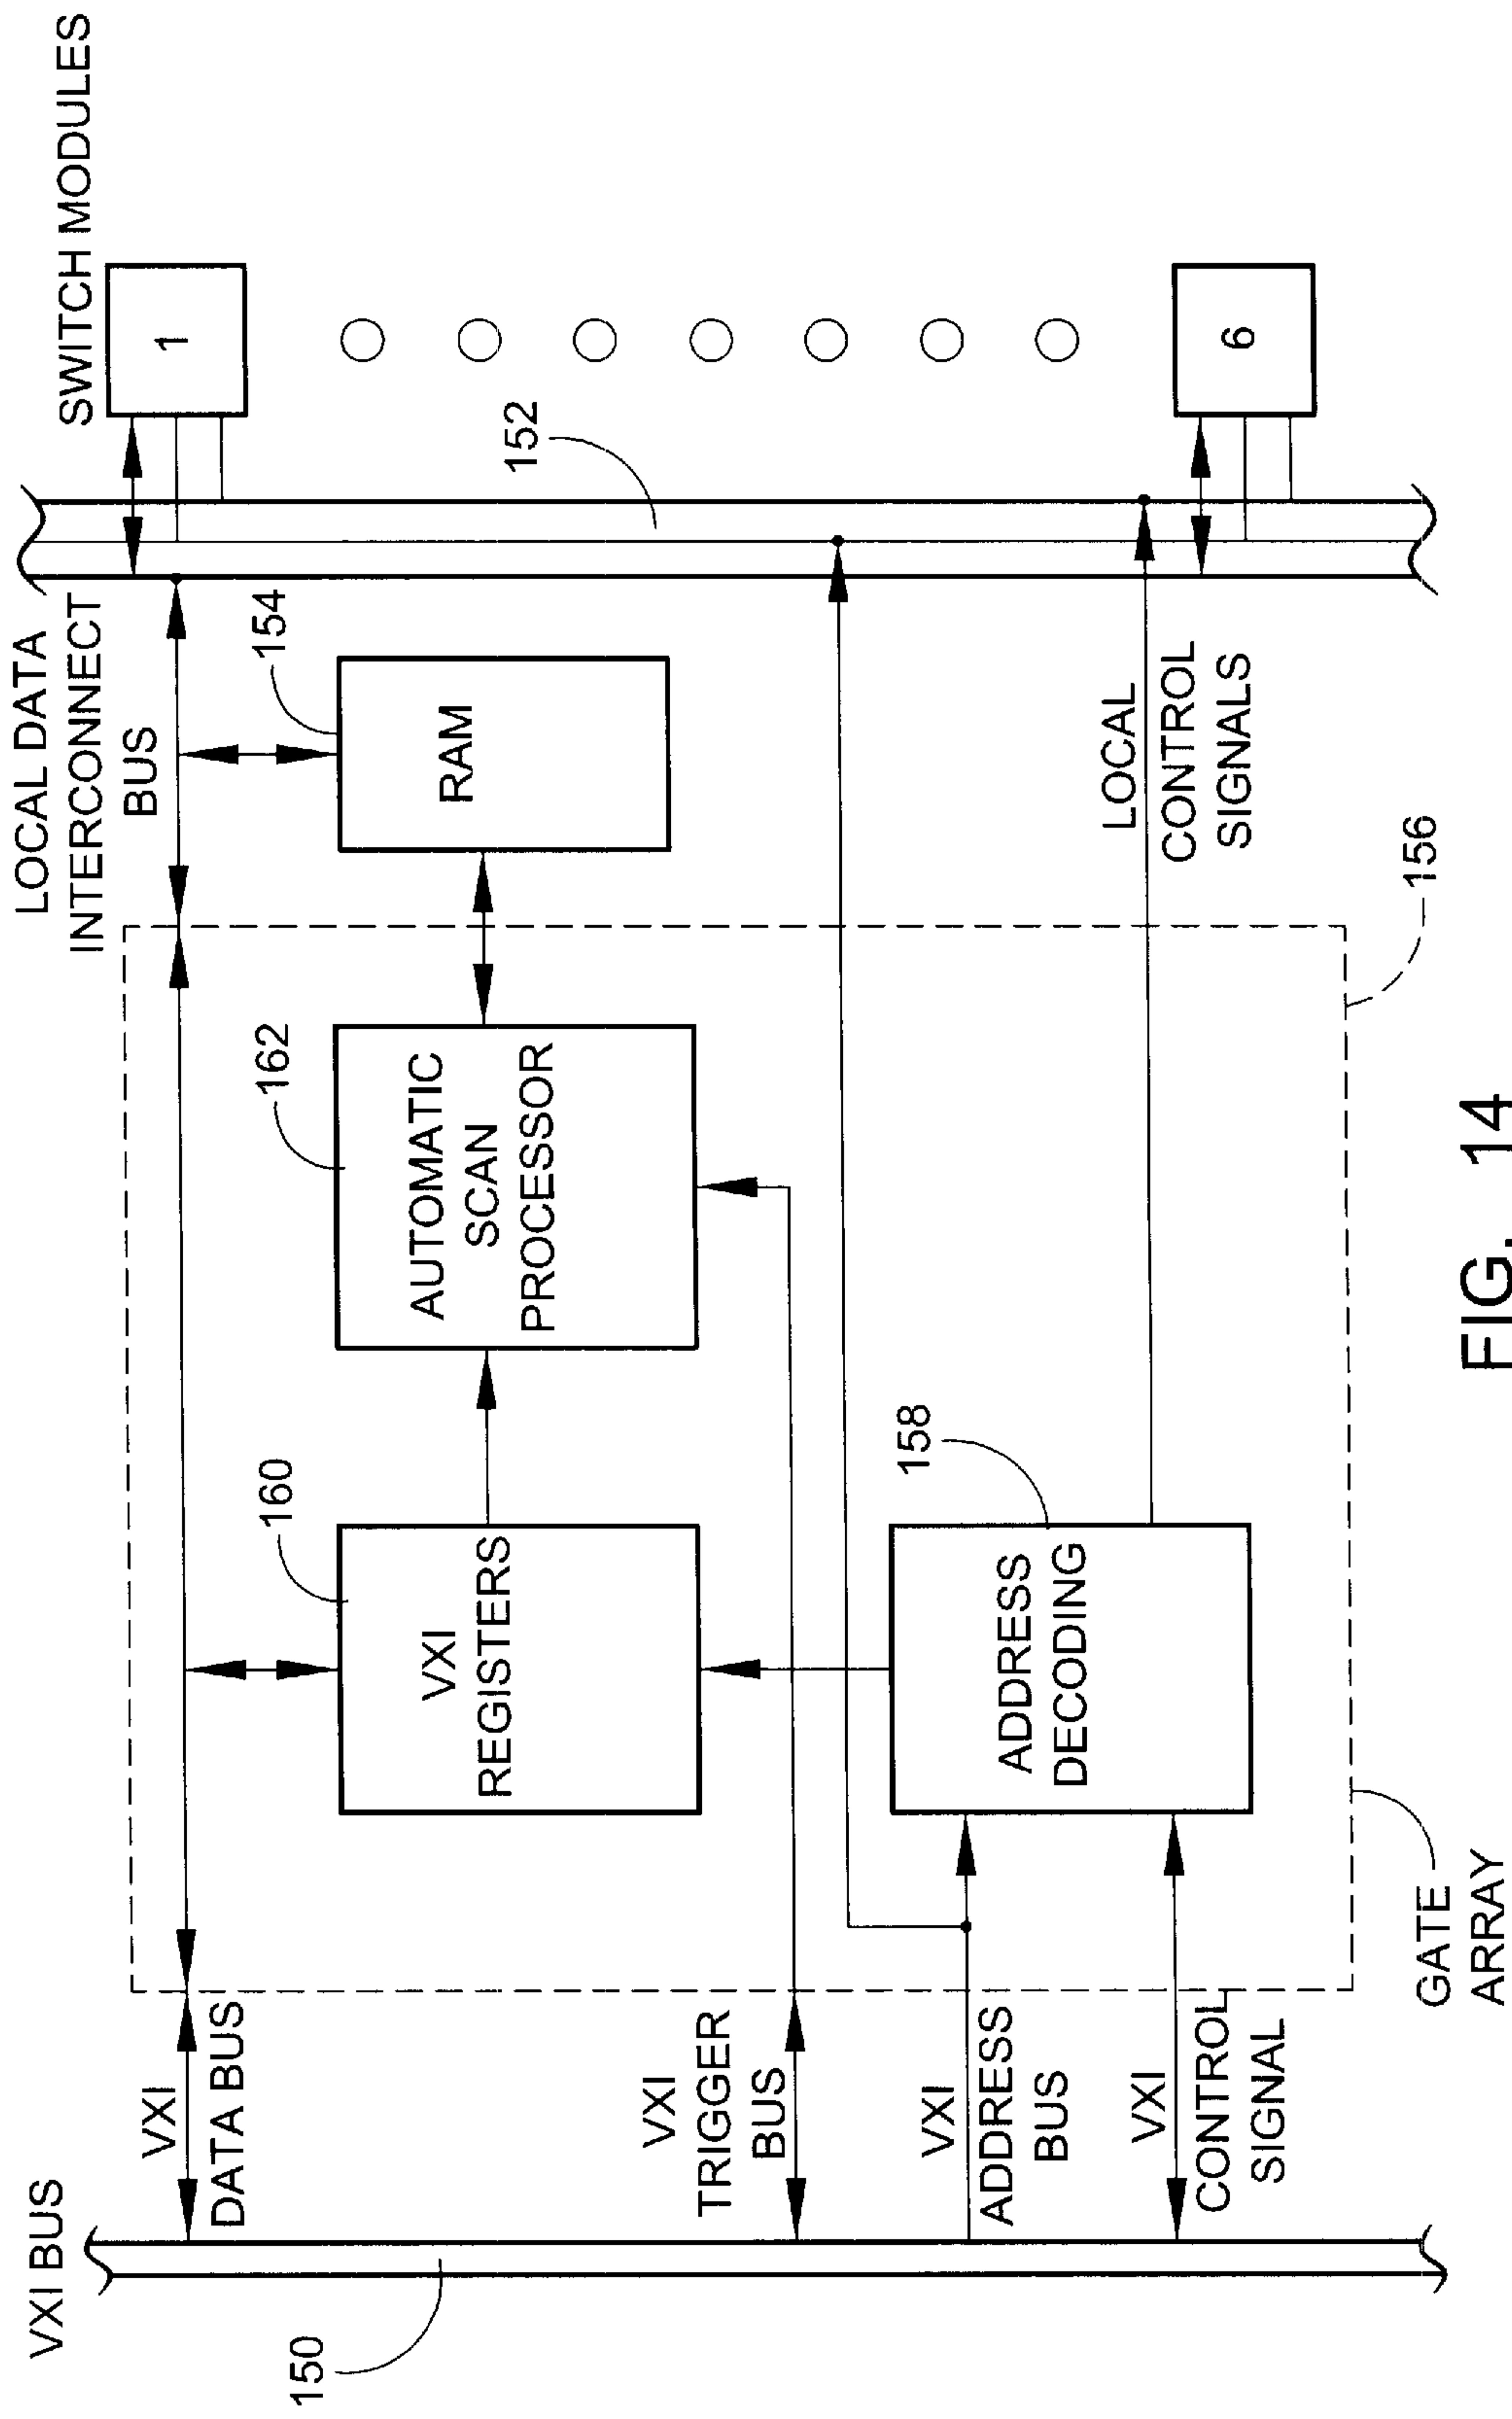 VXI BUS
150
VXI
DATA BUS
VXI
TRIGGER
BUS
VXI
ADDRESS
BUS
VXI
CONTROL
SIGNAL
GATE
ARRAY
160
VXI
REGISTERS
158
ADDRESS
DECODING
162
AUTOMATIC
SCAN
PROCESSOR
156
LOCAL DATA
INTERCONNECT
BUS
154
RAM
LOCAL
CONTROL
SIGNALS
152
SWITCH MODULES
1
6
FIG. 14